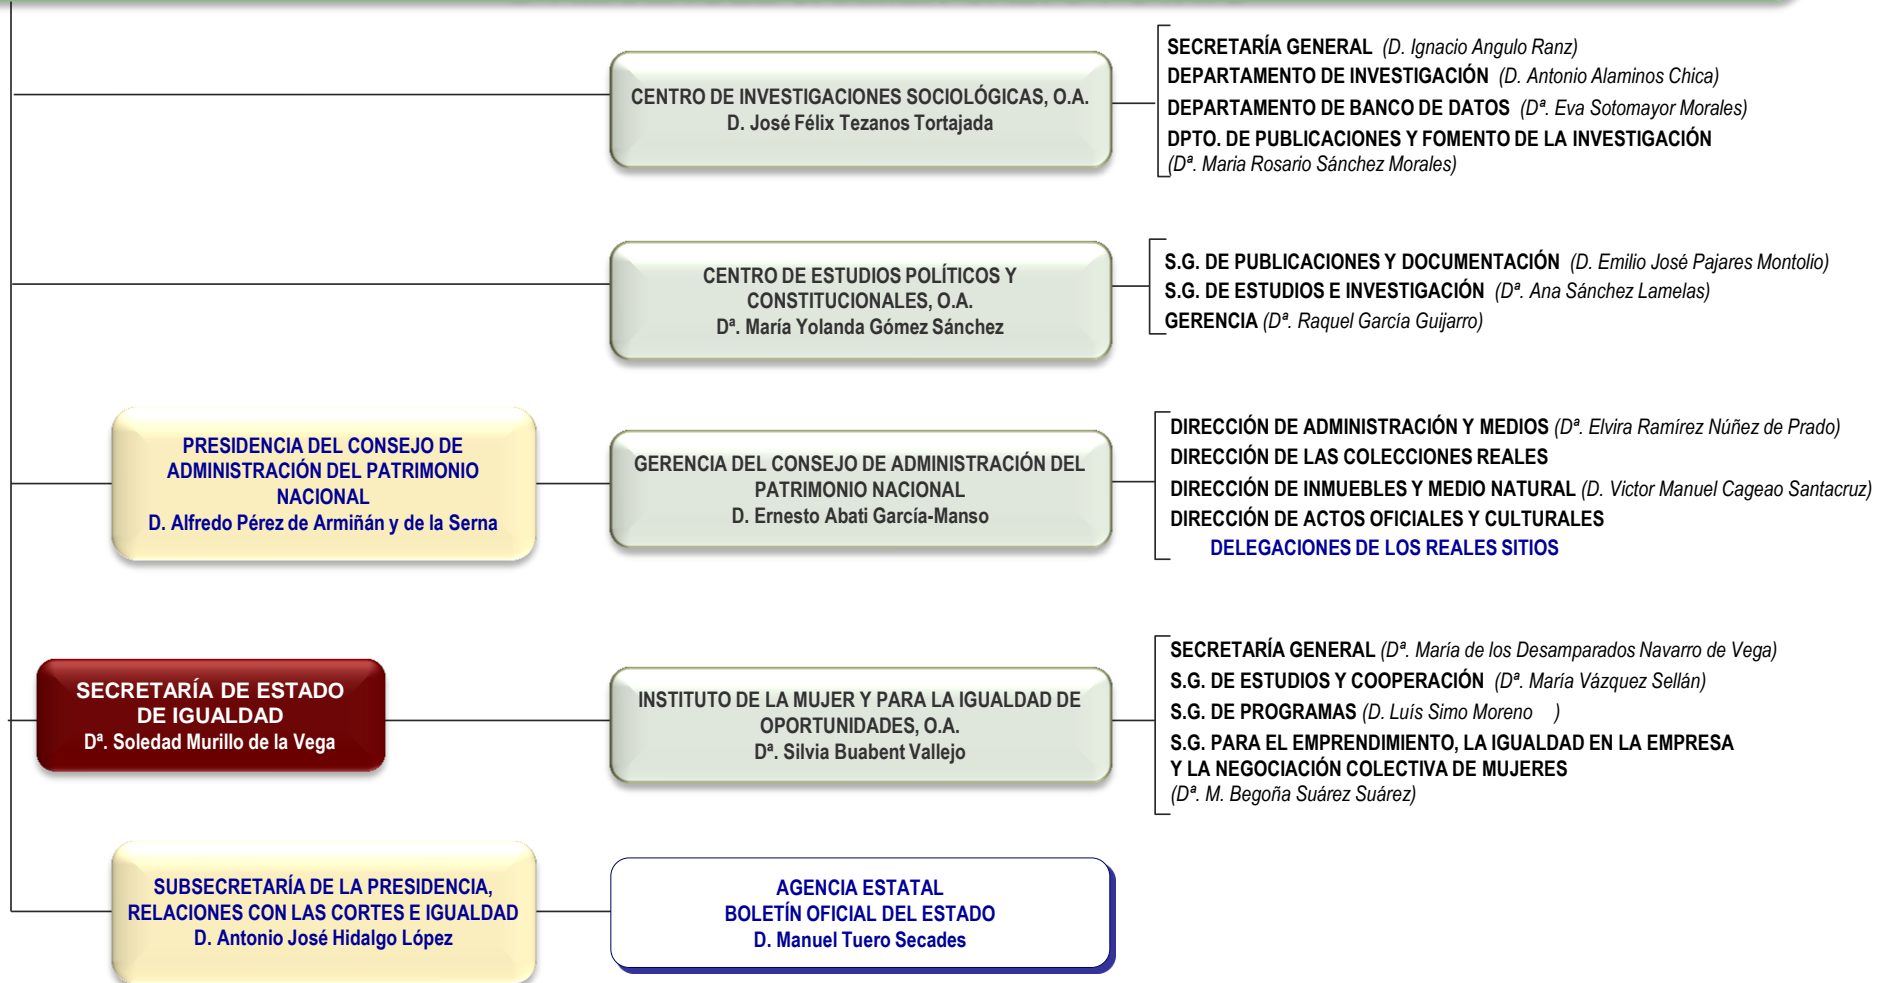 CENTRO DE INVESTIGACIONES SOCIOLÓGICAS, O.A.
D. José Félix Tezanos Tortajada
SECRETARÍA GENERAL (D. Ignacio Angulo Ranz)
DEPARTAMENTO DE INVESTIGACIÓN (D. Antonio Alaminos Chica)
DEPARTAMENTO DE BANCO DE DATOS (Dª. Eva Sotomayor Morales)
DPTO. DE PUBLICACIONES Y FOMENTO DE LA INVESTIGACIÓN
(Dª. Maria Rosario Sánchez Morales)
CENTRO DE ESTUDIOS POLÍTICOS Y
CONSTITUCIONALES, O.A.
Dª. María Yolanda Gómez Sánchez
S.G. DE PUBLICACIONES Y DOCUMENTACIÓN (D. Emilio José Pajares Montolio)
S.G. DE ESTUDIOS E INVESTIGACIÓN (Dª. Ana Sánchez Lamelas)
GERENCIA (Dª. Raquel García Guijarro)
PRESIDENCIA DEL CONSEJO DE
ADMINISTRACIÓN DEL PATRIMONIO
NACIONAL
D. Alfredo Pérez de Armiñán y de la Serna
GERENCIA DEL CONSEJO DE ADMINISTRACIÓN DEL
PATRIMONIO NACIONAL
D. Ernesto Abati García-Manso
DIRECCIÓN DE ADMINISTRACIÓN Y MEDIOS (Dª. Elvira Ramírez Núñez de Prado)
DIRECCIÓN DE LAS COLECCIONES REALES
DIRECCIÓN DE INMUEBLES Y MEDIO NATURAL (D. Victor Manuel Cageao Santacruz)
DIRECCIÓN DE ACTOS OFICIALES Y CULTURALES
DELEGACIONES DE LOS REALES SITIOS
SECRETARÍA DE ESTADO
DE IGUALDAD
Dª. Soledad Murillo de la Vega
INSTITUTO DE LA MUJER Y PARA LA IGUALDAD DE
OPORTUNIDADES, O.A.
Dª. Silvia Buabent Vallejo
SECRETARÍA GENERAL (Dª. María de los Desamparados Navarro de Vega)
S.G. DE ESTUDIOS Y COOPERACIÓN (Dª. María Vázquez Sellán)
S.G. DE PROGRAMAS (D. Luís Simo Moreno )
S.G. PARA EL EMPRENDIMIENTO, LA IGUALDAD EN LA EMPRESA
Y LA NEGOCIACIÓN COLECTIVA DE MUJERES
(Dª. M. Begoña Suárez Suárez)
SUBSECRETARÍA DE LA PRESIDENCIA,
RELACIONES CON LAS CORTES E IGUALDAD
D. Antonio José Hidalgo López
AGENCIA ESTATAL
BOLETÍN OFICIAL DEL ESTADO
D. Manuel Tuero Secades